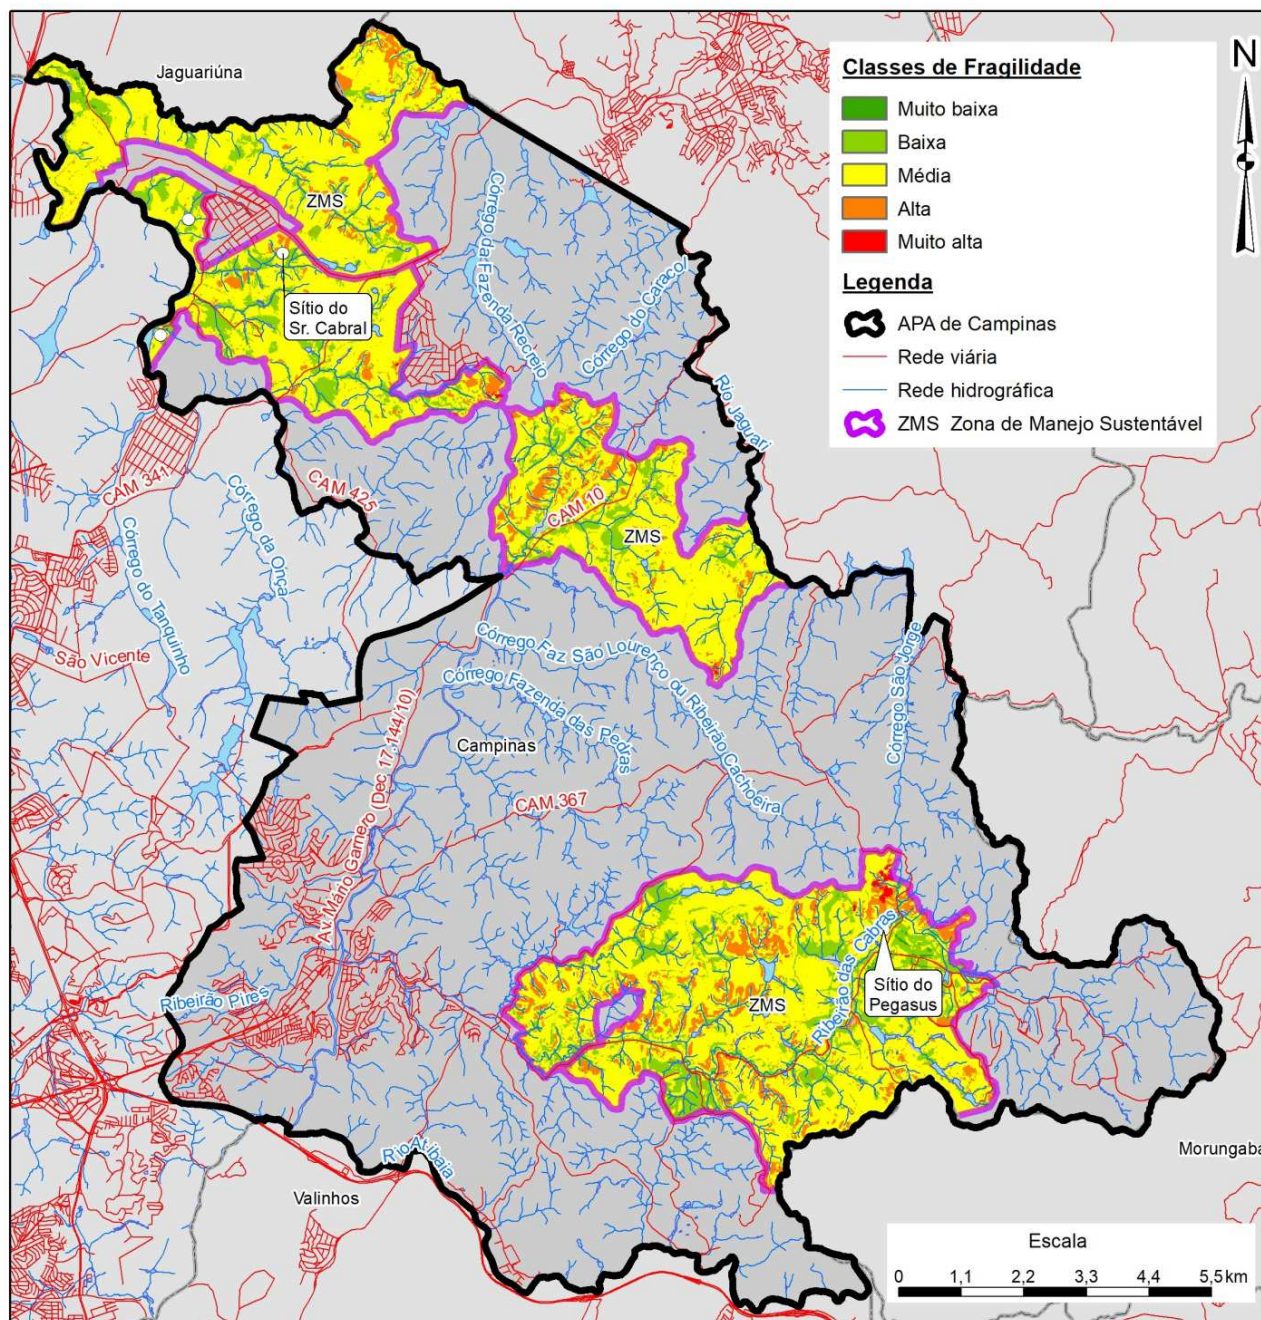 Jaguariúna
N
Classes de Fragilidade
Muito baixa
Baixa
Média
Alta
Muito alta
Legenda
APA de Campinas
Rede viária
Rede hidrográfica
ZMS Zona de Manejo Sustentável
ZMS
Córrego da Fazenda Recreio
Córrego do Cataco
Sítio do
Sr. Cabral
Rio Jaguari
CAM 341
CAM 425
CAM 10
ZMS
Córrego da Onça
Córrego do Tanquinho
São Vicente
Córrego Faz São Lourenço ou Ribeirão Cachoeira
Córrego Fazenda das Pedras
Córrego São Jorge
Campinas
Av. Mário Garnero (Dec. 17.144/10)
CAM 367
Ribeirão das Cabras
Sítio do
Pegasus
ZMS
Ribeirão Pires
Rio Atibaia
Valinhos
Morungaba
Escala
0 1,1 2,2 3,3 4,4 5,5 km